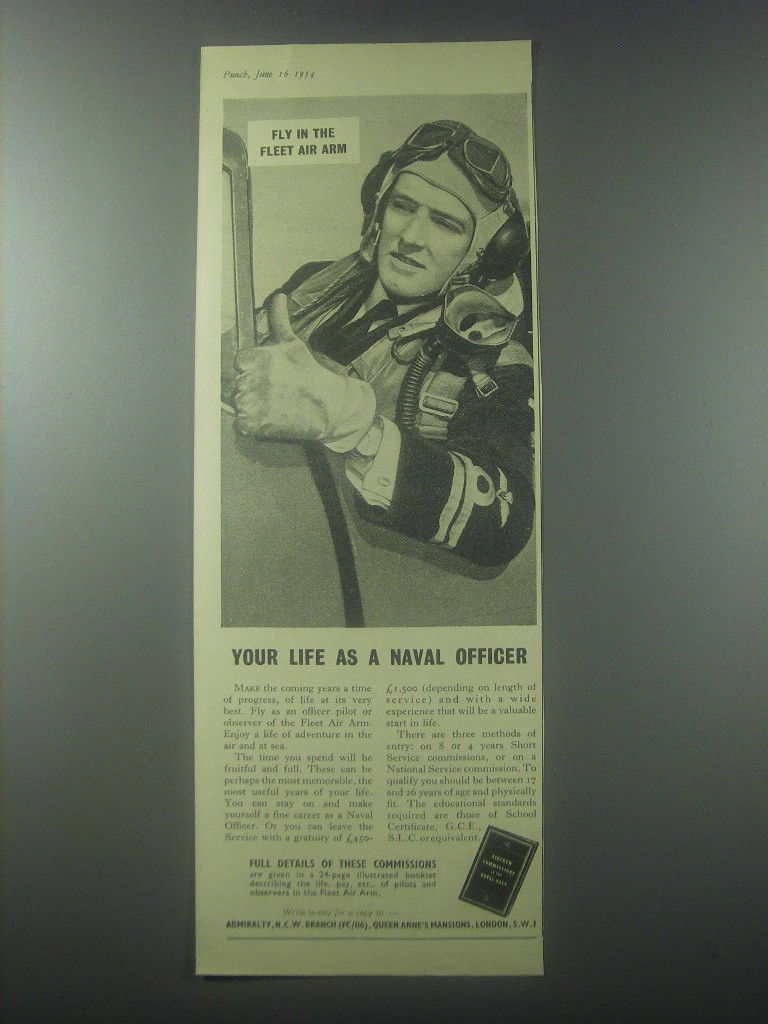 Punch, June 16 1954
FLY IN THE
FLEET AIR ARM
YOUR LIFE AS A NAVAL OFFICER
MAKE the coming years a time
of progress, of life at its very
best. Fly as an officer pilot or
observer of the Fleet Air Arm.
Enjoy a life of adventure in the
air and at sea.
The time you spend will be
fruitful and full. These can be
perhaps the most memorable, the
most useful years of your life.
You can stay on and make
yourself a fine career as a Naval
Officer. Or you can leave the
Service with a gratuity of £450-
£1,500 (depending on length of
service) and with a wide
experience that will be a valuable
start in life.
There are three methods of
entry: on 8 or 4 years Short
Service commissions, or on a
National Service commission. To
qualify you should be between 17
and 26 years of age and physically
fit. The educational standards
required are those of School
Certificate, G.C.E.,
S.L.C. or equivalent.
FULL DETAILS OF THESE COMMISSIONS
are given in a 24-page illustrated booklet
describing the life, pay, etc., of pilots and
observers in the Fleet Air Arm.
Write to-day for a copy to :—
ADMIRALTY, N.C.W. BRANCH (FC/116), QUEEN ANNE'S MANSIONS, LONDON, S.W.1
AIRCREW
COMMISSIONS
IN THE
ROYAL NAVY